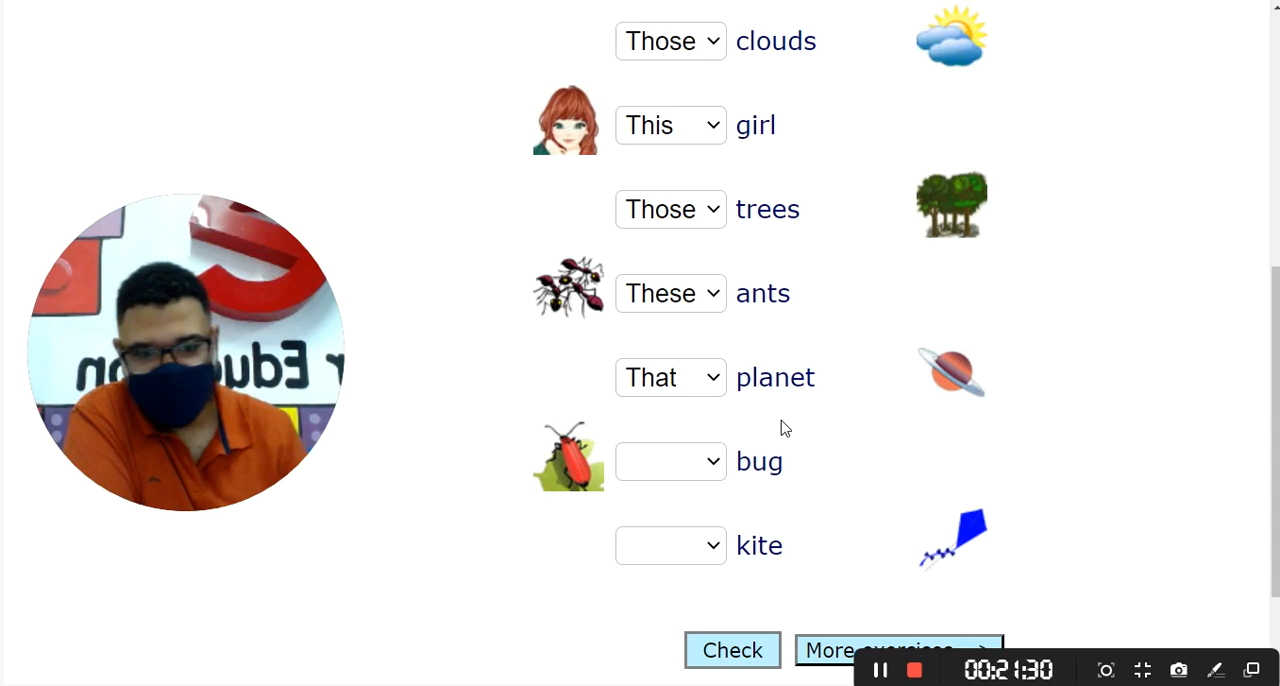 Those clouds
This girl
Those trees
These ants
That planet
bug
kite
Check
More exercises
00:21:30